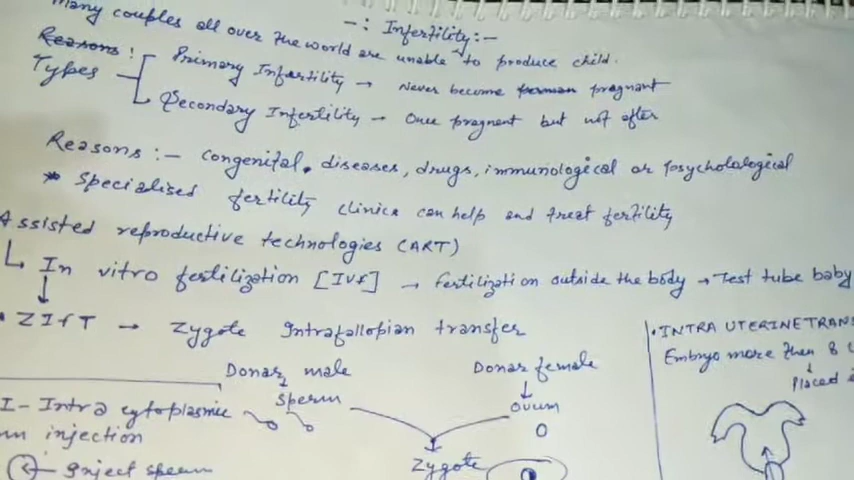 -: Infertility:-
many couples all over the world are unable to produce child.
Reasons:
Types
Primary Infertility → Never become pregnant
Secondary Infertility → Once pregnant but not after
Reasons:- Congenital, diseases, drugs, immunological or psycholological
* Specialised fertility clinics can help and treat fertility
Assisted reproductive technologies (ART)
In vitro fertilization [IVF] → fertilization outside the body → Test tube baby
• ZIFT → Zygote Intrafallopian transfer
• INTRA UTERINE TRANS
Embryo more than 8
Placed
Donar male
Donar female
Sperm
Ovum
I - Intra cytoplasmic
injection
Inject sperm
Zygote